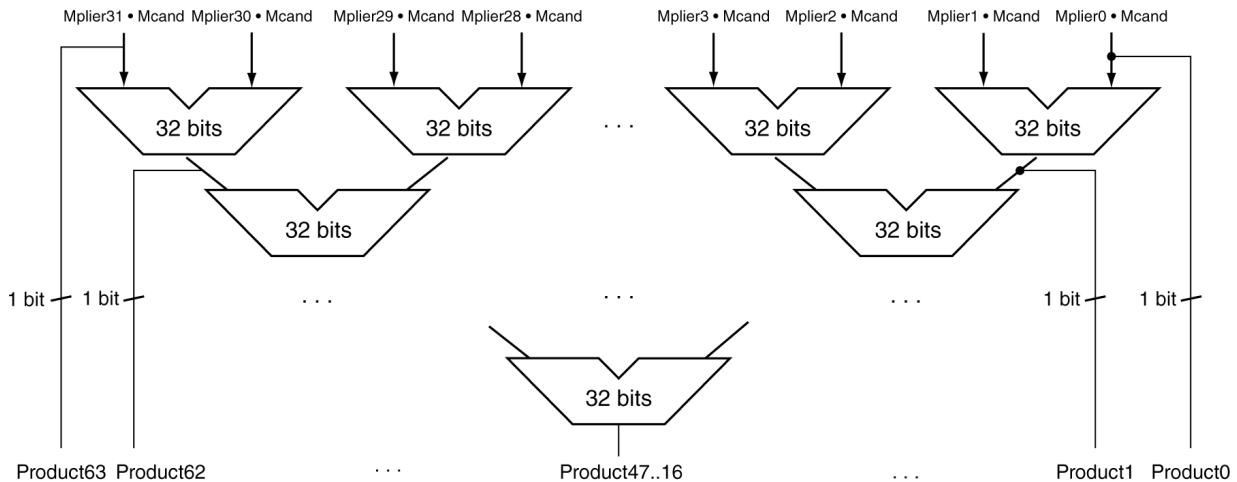 Mplier31 • Mcand Mplier30 • Mcand Mplier29 • Mcand Mplier28 • Mcand Mplier3 • Mcand Mplier2 • Mcand Mplier1 • Mcand Mplier0 • Mcand
32 bits 32 bits . . . 32 bits 32 bits
32 bits 32 bits
1 bit 1 bit . . . . . . . . . 1 bit 1 bit
32 bits
Product63 Product62 . . . Product47..16 . . . Product1 Product0